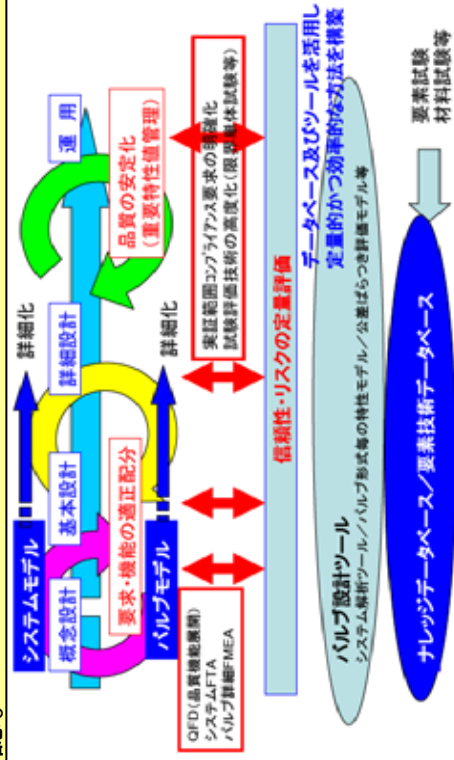 システムモデル
詳細化
概念設計
基本設計
詳細設計
運用
要求・機能の適正配分
品質の安定化
(重要特性値管理)
バルブモデル
詳細化
QFD(品質機能展開)
システムFTA
バルブ詳細FMEA
実証範囲コンプライアンス要求の明確化
試験評価技術の高度化(限界単体試験等)
信頼性・リスクの定量評価
データベース及びツールを活用し
定量的かつ効率的な方法を構築
バルブ設計ツール
システム解析ツール/バルブ形式毎の特性モデル/公差ばらつき評価モデル等
ナレッジデータベース/要素技術データベース
要素試験
材料試験等